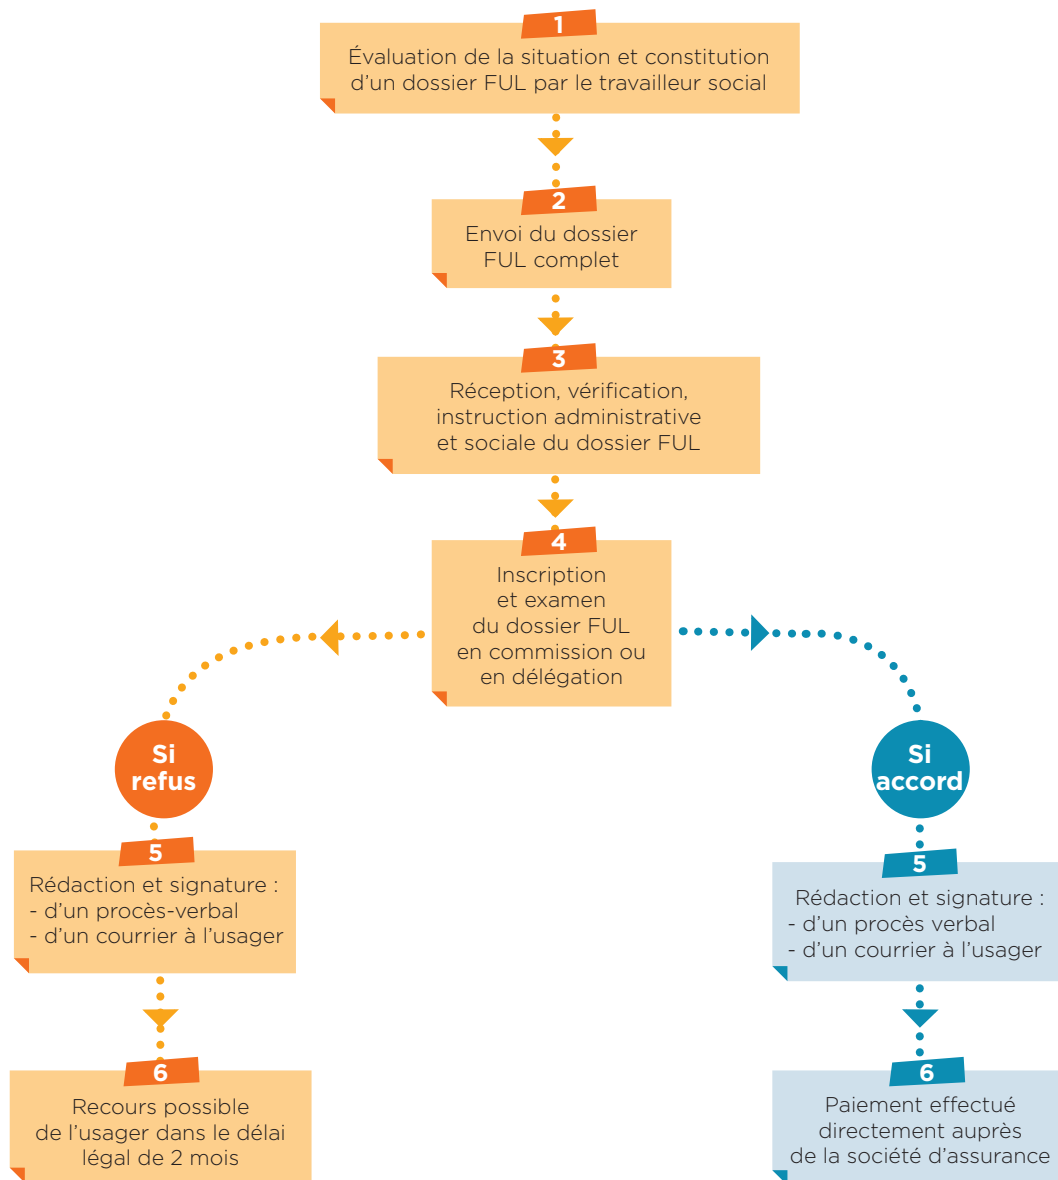 1
Évaluation de la situation et constitution
d'un dossier FUL par le travailleur social
2
Envoi du dossier
FUL complet
3
Réception, vérification,
instruction administrative
et sociale du dossier FUL
4
Inscription
et examen
du dossier FUL
en commission ou
en délégation
Si
refus
5
Rédaction et signature :
- d'un procès-verbal
- d'un courrier à l'usager
6
Recours possible
de l'usager dans le délai
légal de 2 mois
Si
accord
5
Rédaction et signature :
- d'un procès verbal
- d'un courrier à l'usager
6
Paiement effectué
directement auprès
de la société d'assurance